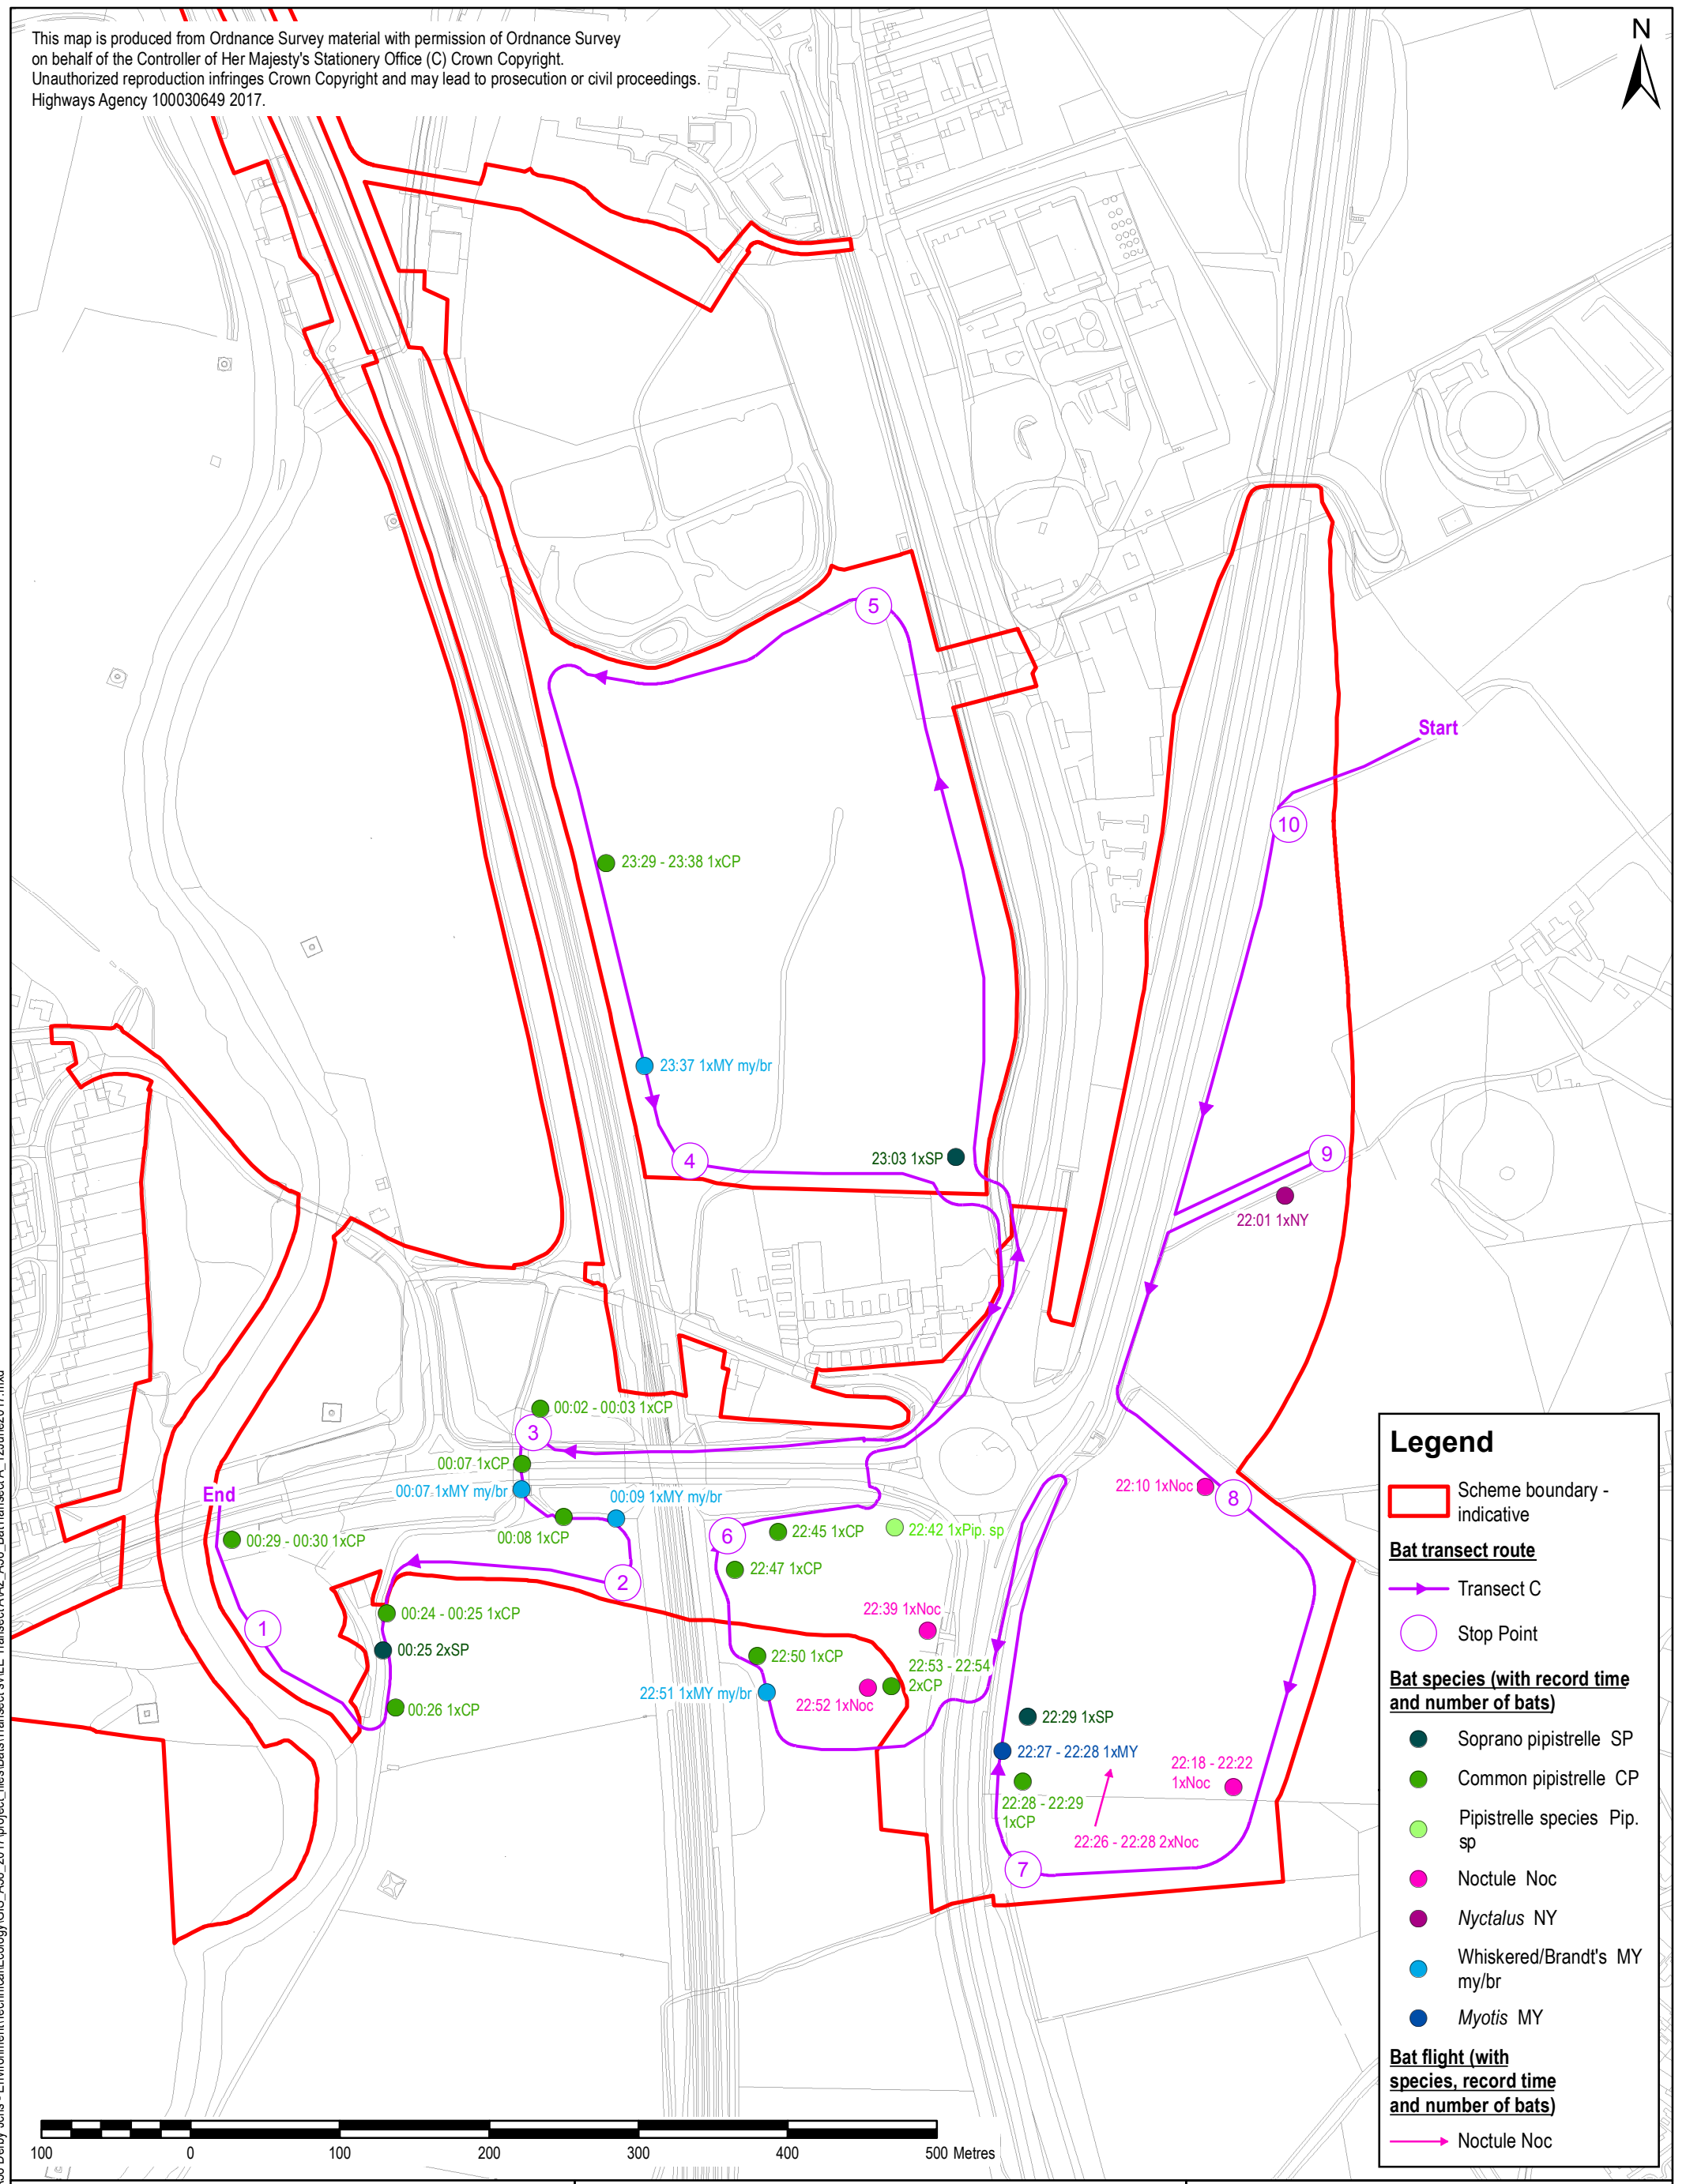 This map is produced from Ordnance Survey material with permission of Ordnance Survey
on behalf of the Controller of Her Majesty's Stationery Office (C) Crown Copyright.
Unauthorized reproduction infringes Crown Copyright and may lead to prosecution or civil proceedings.
Highways Agency 100030649 2017.
N
5
Start
10
23:29 - 23:38 1xCP
23:37 1xMY my/br
4
23:03 1xSP
9
22:01 1xNY
00:02 - 00:03 1xCP
3
00:07 1xCP
00:07 1xMY my/br
00:09 1xMY my/br
00:08 1xCP
End
00:29 - 00:30 1xCP
2
1
00:24 - 00:25 1xCP
00:25 2xSP
00:26 1xCP
6
22:45 1xCP
22:42 1xPip. sp
22:47 1xCP
22:39 1xNoc
22:50 1xCP
22:53 - 22:54
2xCP
22:51 1xMY my/br
22:52 1xNoc
22:10 1xNoc
8
22:29 1xSP
22:27 - 22:28 1xMY
22:18 - 22:22
1xNoc
22:28 - 22:29
1xCP
22:26 - 22:28 2xNoc
7
Legend
Scheme boundary -
indicative
Bat transect route
Transect C
Stop Point
Bat species (with record time
and number of bats)
Soprano pipistrelle SP
Common pipistrelle CP
Pipistrelle species Pip.
sp
Noctule Noc
Nyctalus NY
Whiskered/Brandt's MY
my/br
Myotis MY
Bat flight (with
species, record time
and number of bats)
Noctule Noc
100 0 100 200 300 400 500 Metres